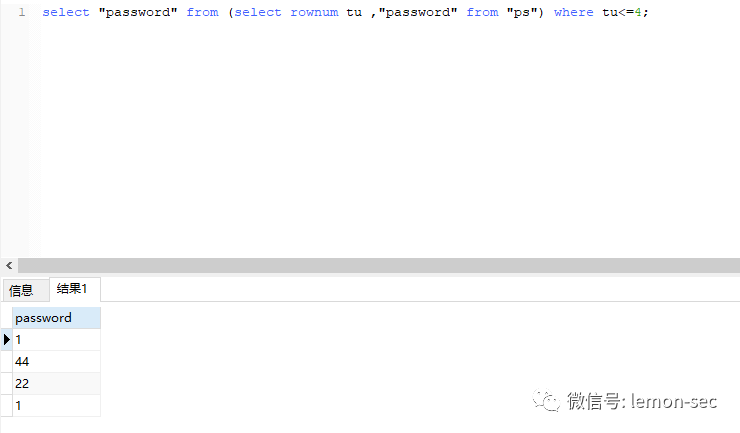 1 select "password" from (select rownum tu ,"password" from "ps") where tu<=4;
信息 结果1
password
1
44
22
1
微信号: lemon-sec